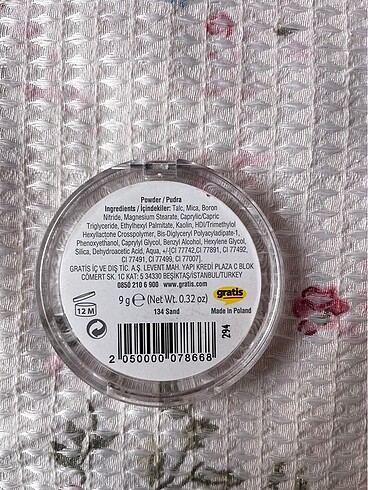 Powder / Pudra
Ingredients / İçindekiler: Talc, Mica, Boron
Nitride, Magnesium Stearate, Caprylic/Capric
Triglyceride, Ethylhexyl Palmitate, Kaolin, HDI/Trimethylol
Hexyllactone Crosspolymer, Bis-Diglyceryl Polyacyladipate-1,
Phenoxyethanol, Caprylyl Glycol, Benzyl Alcohol, Hexylene Glycol,
Silica, Dehydroacetic Acid, Aqua, +/-(CI 77742, CI 77891, CI 77492,
CI 77491, CI 77499, CI 77007].
GRATİS İÇ VE DIŞ TİC. A.Ş. LEVENT MAH. YAPI KREDİ PLAZA C BLOK
CÖMERT SK. 1C KAT: 5 34330 BEŞİKTAŞ/İSTANBUL/TURKEY
0850 210 6 900 www.gratis.com
9 g e (Net Wt. 0.32 oz)
gratis
12 M
134 Sand
Made in Poland
294
2 050000 078668